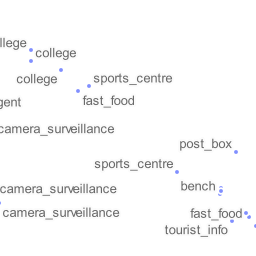 llege
college
college
sports_centre
gent
fast_food
camera_surveillance
post_box
sports_centre
camera_surveillance
bench
camera_surveillance
fast_food
tourist_info